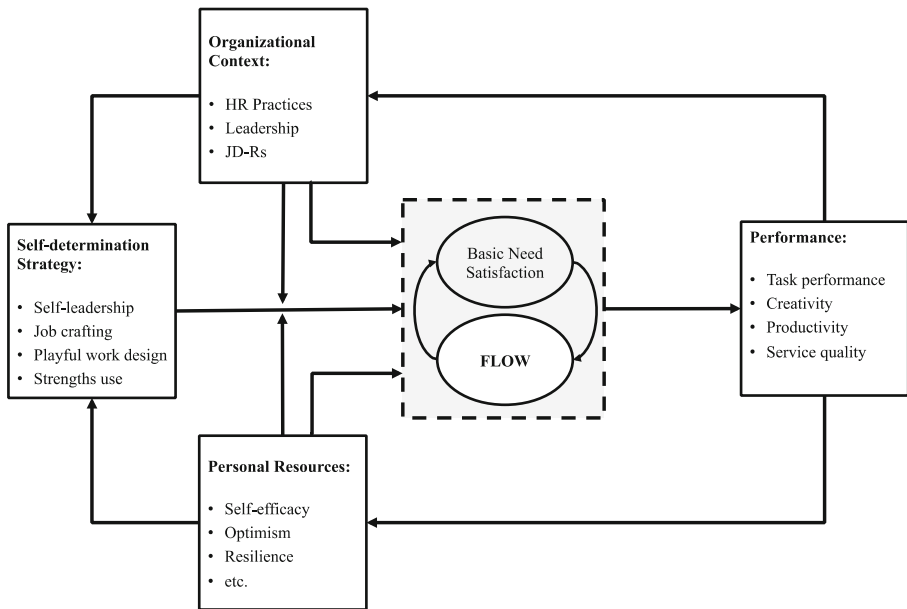 Organizational
Context:
• HR Practices
• Leadership
• JD-Rs
Self-determination
Strategy:
• Self-leadership
• Job crafting
• Playful work design
• Strengths use
Basic Need
Satisfaction
FLOW
Performance:
• Task performance
• Creativity
• Productivity
• Service quality
Personal Resources:
• Self-efficacy
• Optimism
• Resilience
• etc.